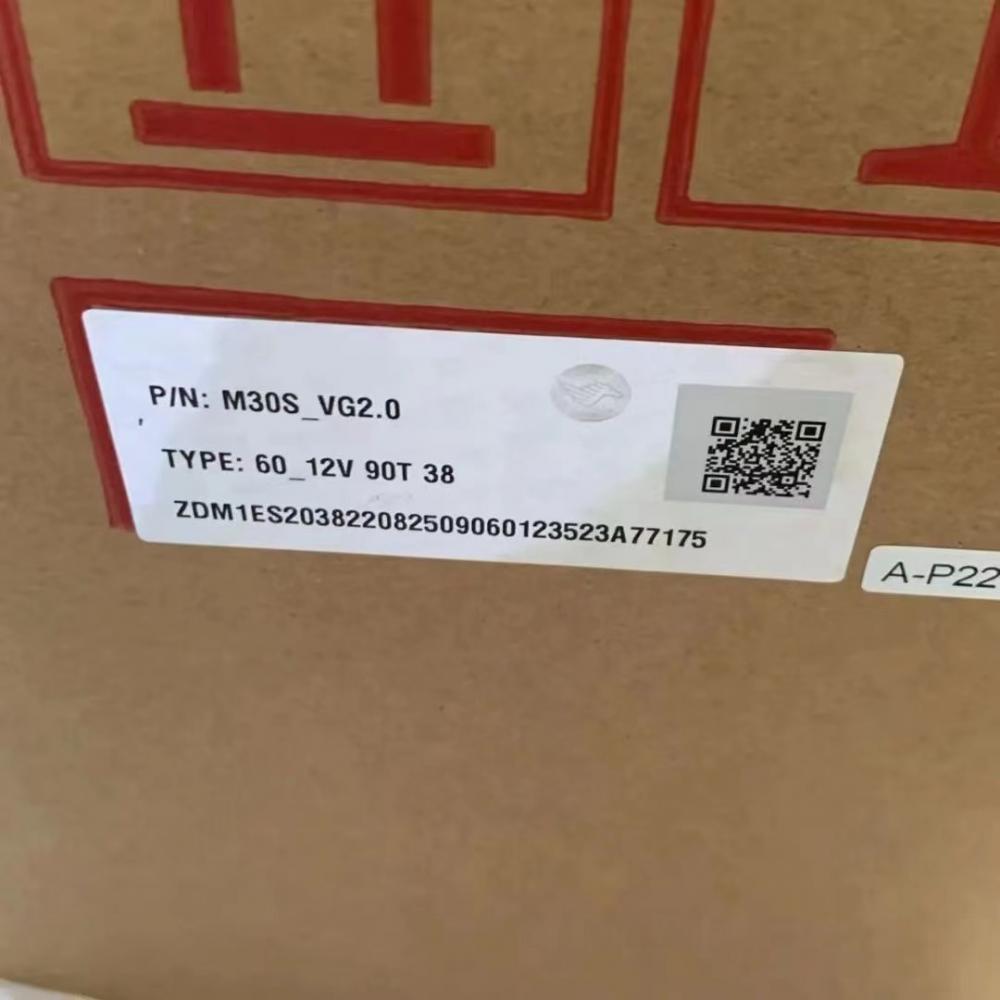 P/N: M30S_VG2.0
TYPE: 60_12V 90T 38
ZDM1ES203822082509060123523A77175
A-P22